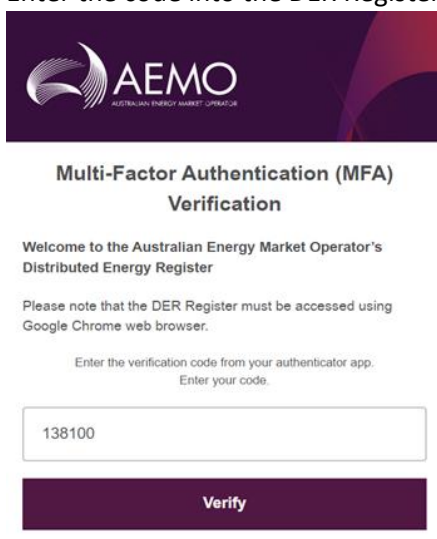 Enter the code into the DER Register
AEMO
AUSTRALIAN ENERGY MARKET OPERATOR
Multi-Factor Authentication (MFA)
Verification
Welcome to the Australian Energy Market Operator's
Distributed Energy Register
Please note that the DER Register must be accessed using
Google Chrome web browser.
Enter the verification code from your authenticator app.
Enter your code.
138100
Verify